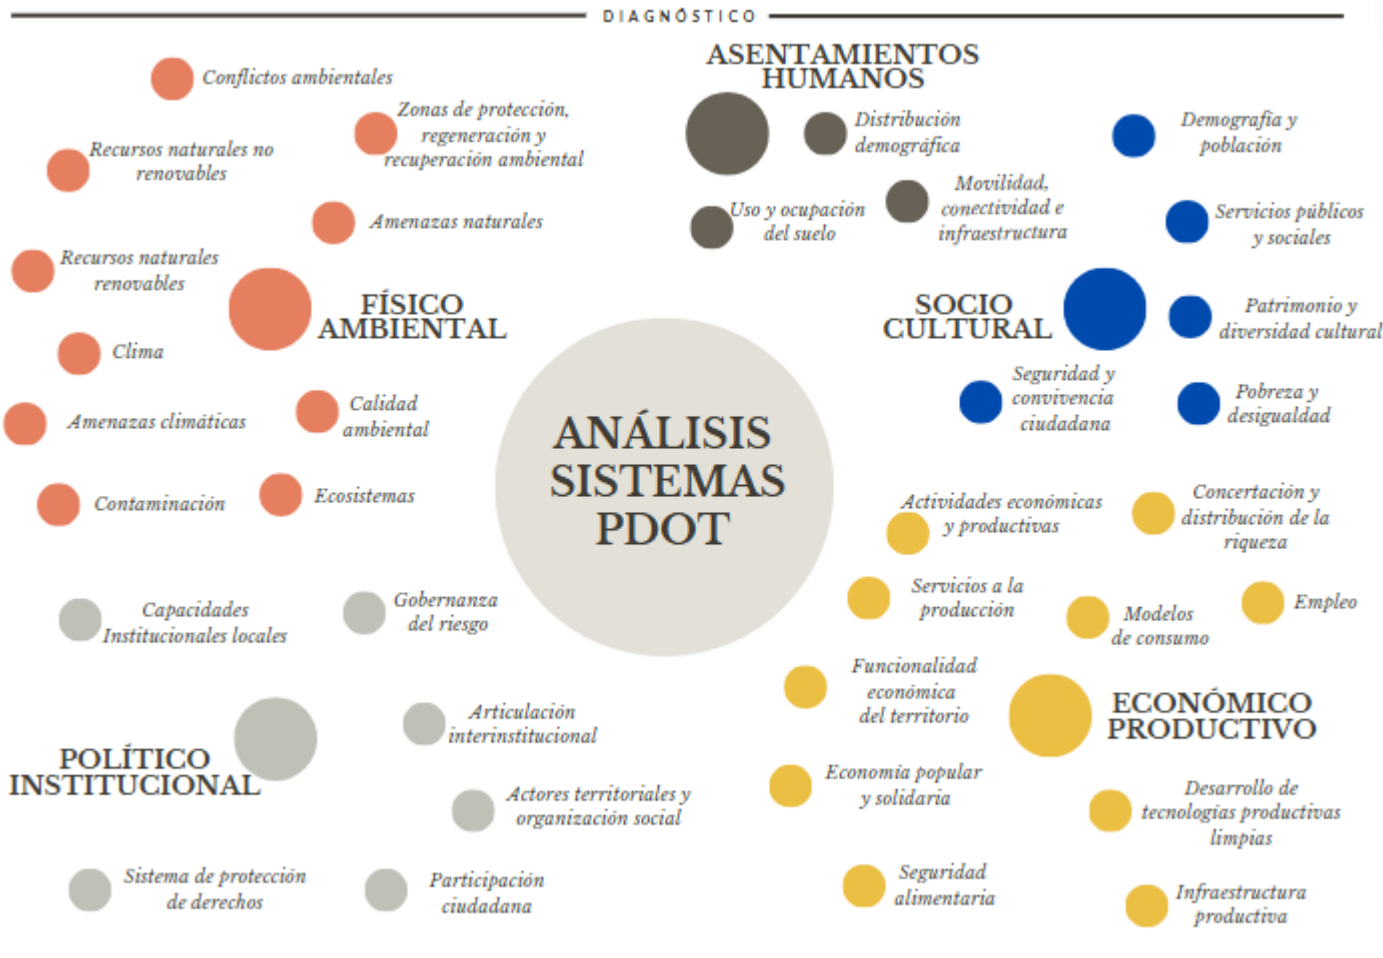 DIAGNÓSTICO
Conflictos ambientales
Zonas de protección,
regeneración y
recuperación ambiental
Recursos naturales no
renovables
Amenazas naturales
Recursos naturales
renovables
FÍSICO
AMBIENTAL
Clima
Amenazas climáticas
Calidad
ambiental
Contaminación
Ecosistemas
ASENTAMIENTOS
HUMANOS
Distribución
demográfica
Uso y ocupación
del suelo
Movilidad,
conectividad e
infraestructura
Demografía y
población
Servicios públicos
y sociales
SOCIO
CULTURAL
Patrimonio y
diversidad cultural
Seguridad y
convivencia
ciudadana
Pobreza y
desigualdad
ANÁLISIS
SISTEMAS
PDOT
Actividades económicas
y productivas
Concertación y
distribución de la
riqueza
Servicios a la
producción
Modelos
de consumo
Empleo
Funcionalidad
económica
del territorio
ECONÓMICO
PRODUCTIVO
Economía popular
y solidaria
Desarrollo de
tecnologías productivas
limpias
Seguridad
alimentaria
Infraestructura
productiva
Capacidades
Institucionales locales
Gobernanza
del riesgo
Articulación
interinstitucional
POLÍTICO
INSTITUCIONAL
Actores territoriales y
organización social
Sistema de protección
de derechos
Participación
ciudadana